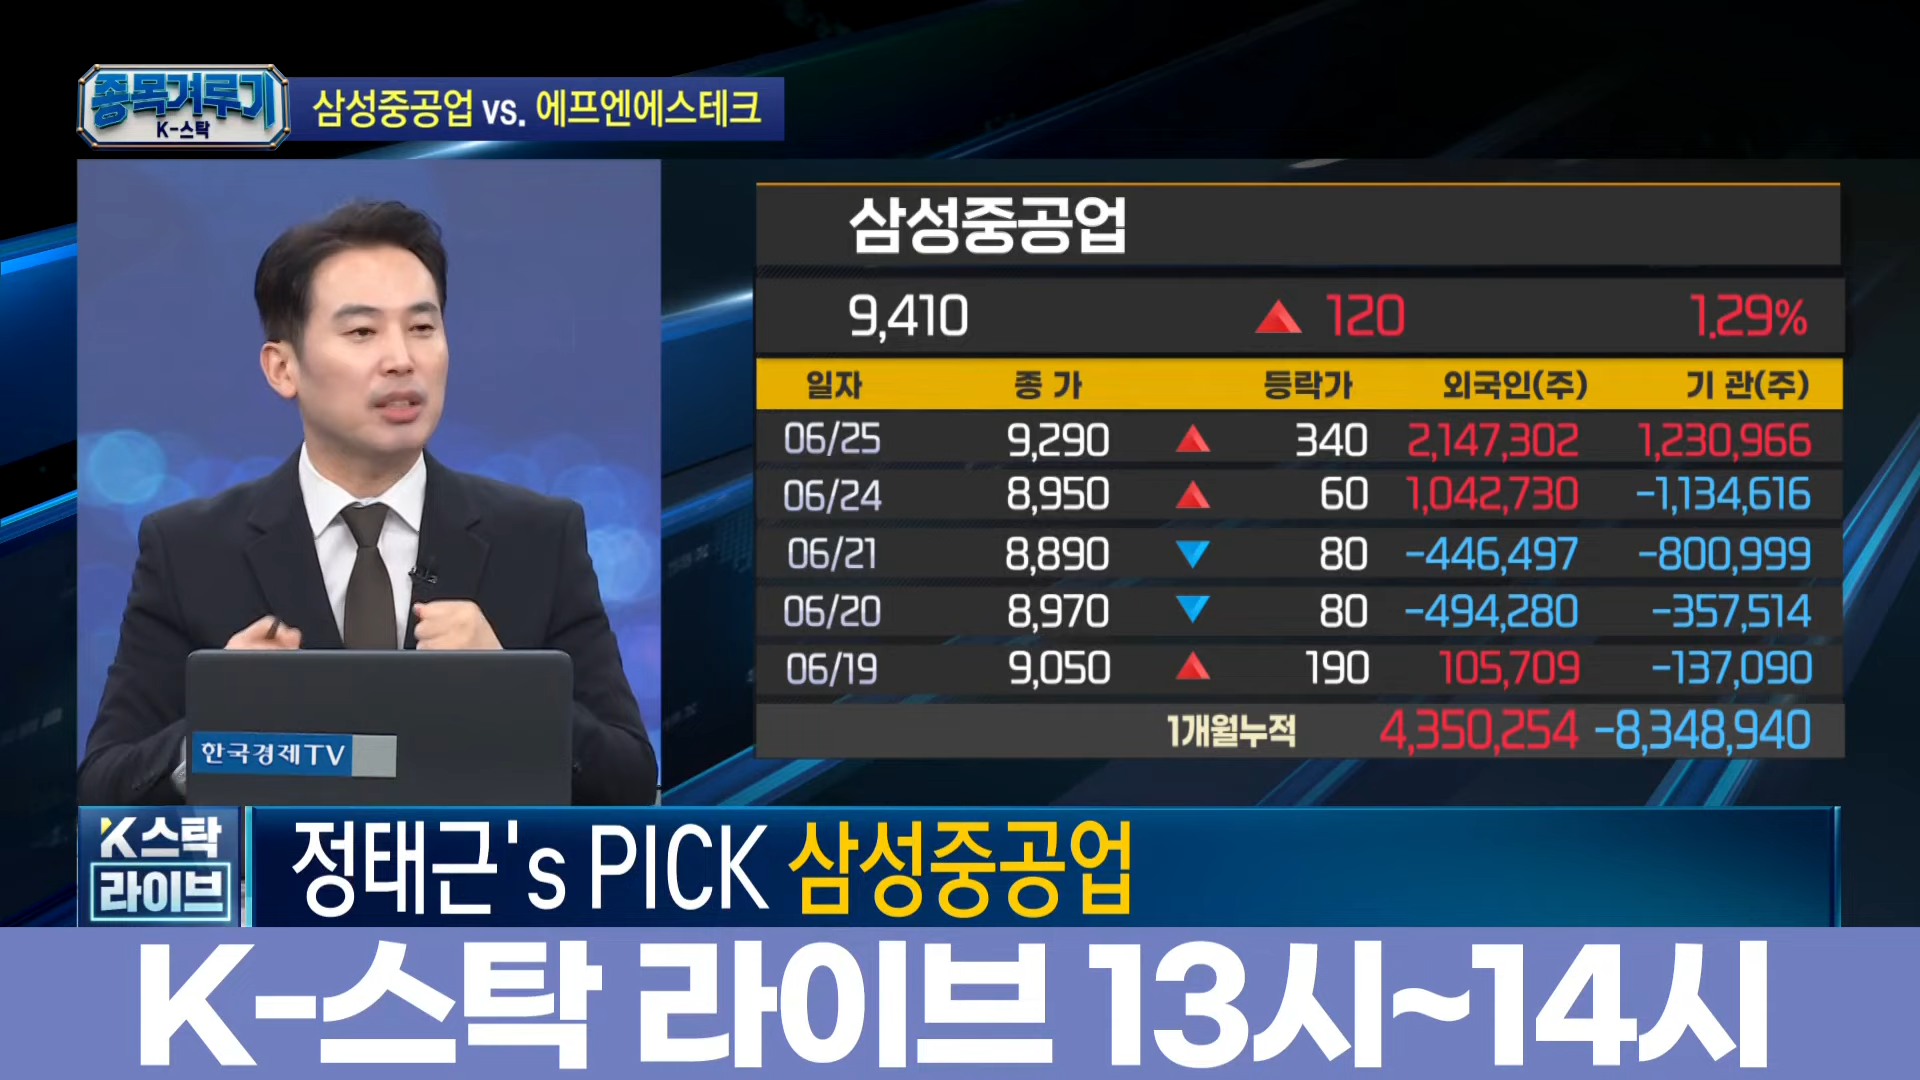 종목겨루기
K-스탁
삼성중공업 vs. 에프엔에스테크
삼성중공업
9,410 ▲ 120 1.29%
일자 종 가 등락가 외국인(주) 기 관(주)
06/25 9,290 ▲ 340 2,147,302 1,230,966
06/24 8,950 ▲ 60 1,042,730 -1,134,616
06/21 8,890 ▼ 80 -446,497 -800,999
06/20 8,970 ▼ 80 -494,280 -357,514
06/19 9,050 ▲ 190 105,709 -137,090
1개월누적 4,350,254 -8,348,940
한국경제TV
K스탁
라이브
정태근's PICK 삼성중공업
K-스탁 라이브 13시~14시